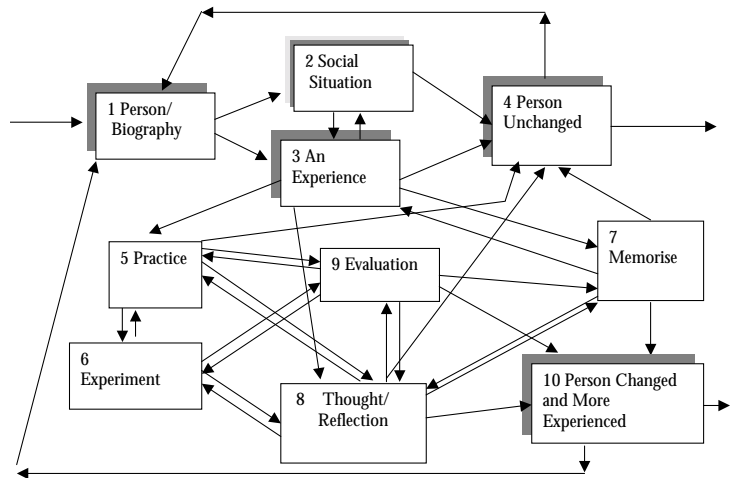 1 Person/
Biography
2 Social
Situation
3 An
Experience
4 Person
Unchanged
5 Practice
6
Experiment
7
Memorise
8 Thought/
Reflection
9 Evaluation
10 Person Changed
and More
Experienced